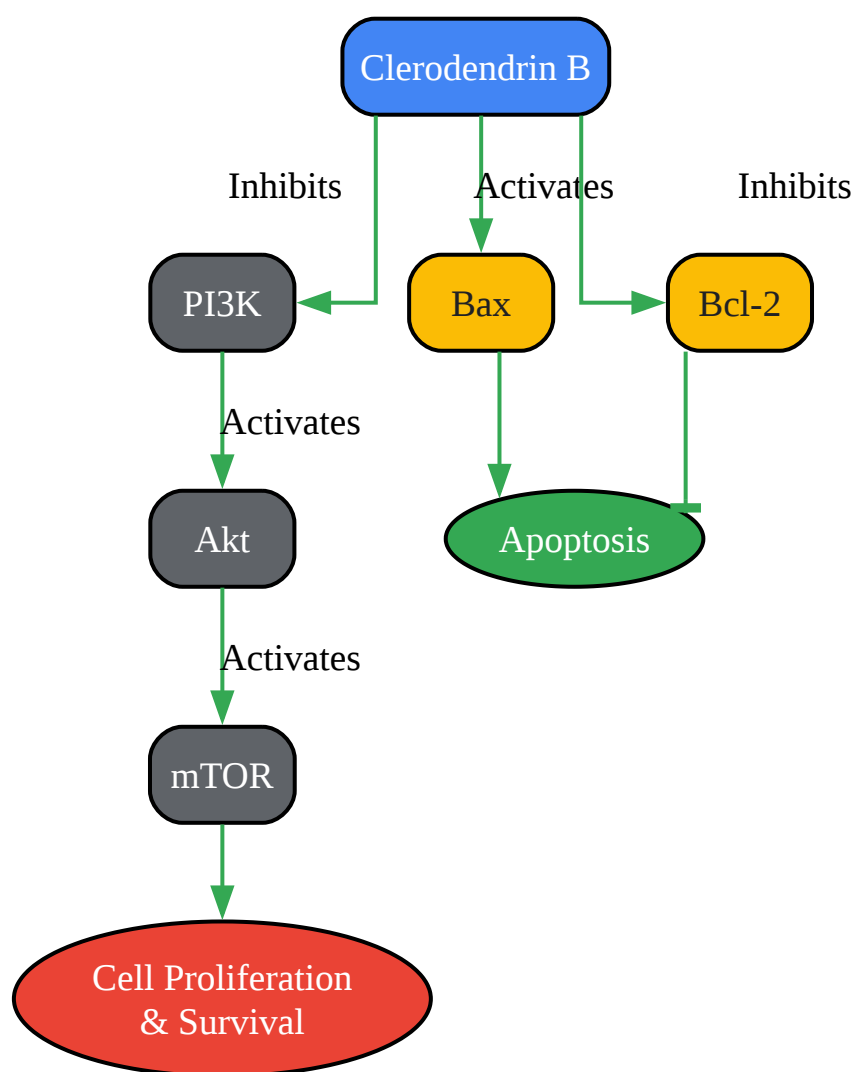 Clerodendrin B
Inhibits
Activates
Inhibits
PI3K
Bax
Bcl-2
Activates
Akt
Apoptosis
Activates
mTOR
Cell Proliferation
& Survival